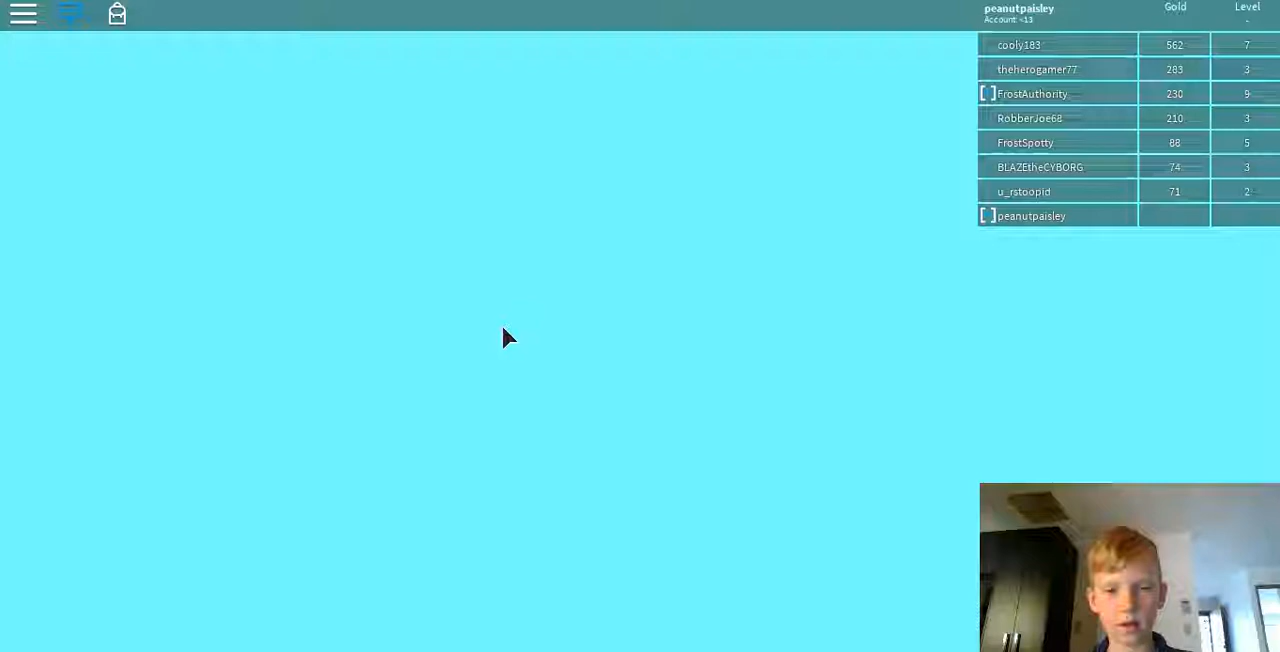 peanutpaisley Gold Level
Account: <13 -
cooly183 562 7
theherogamer77 283 3
[ ]FrostAuthority 230 9
RobberJoe68 210 3
FrostSpotty 88 5
BLAZEtheCYBORG 74 3
u_rstoopid 71 2
[ ]peanutpaisley